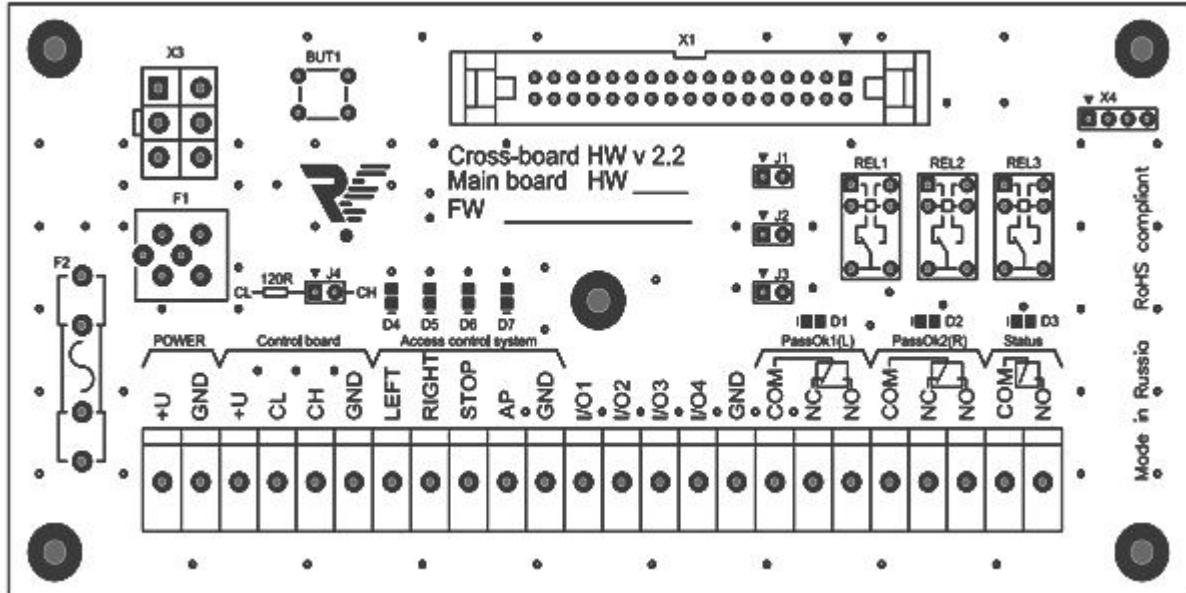 X3
BUT1
X1
X4
Cross-board HW v 2.2
Main board HW ____
FW ______________
J1
REL1 REL2 REL3
F1
J2
F2
120R J4
CL CH
J3
D4 D5 D6 D7
D1 D2 D3
POWER Control board Access control system PassOk1(L) PassOk2(R) Status
+U GND +U CL CH GND LEFT RIGHT STOP AP GND I/O1 I/O2 I/O3 I/O4 GND COM NC NO COM NC NO COM NO
Made in Russia RoHS compliant